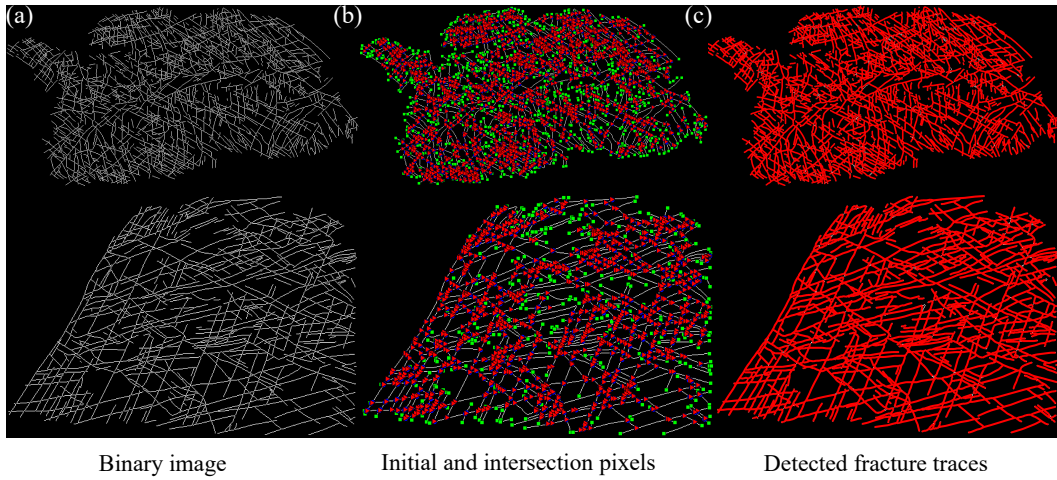 (a) (b) (c)
Binary image Initial and intersection pixels Detected fracture traces